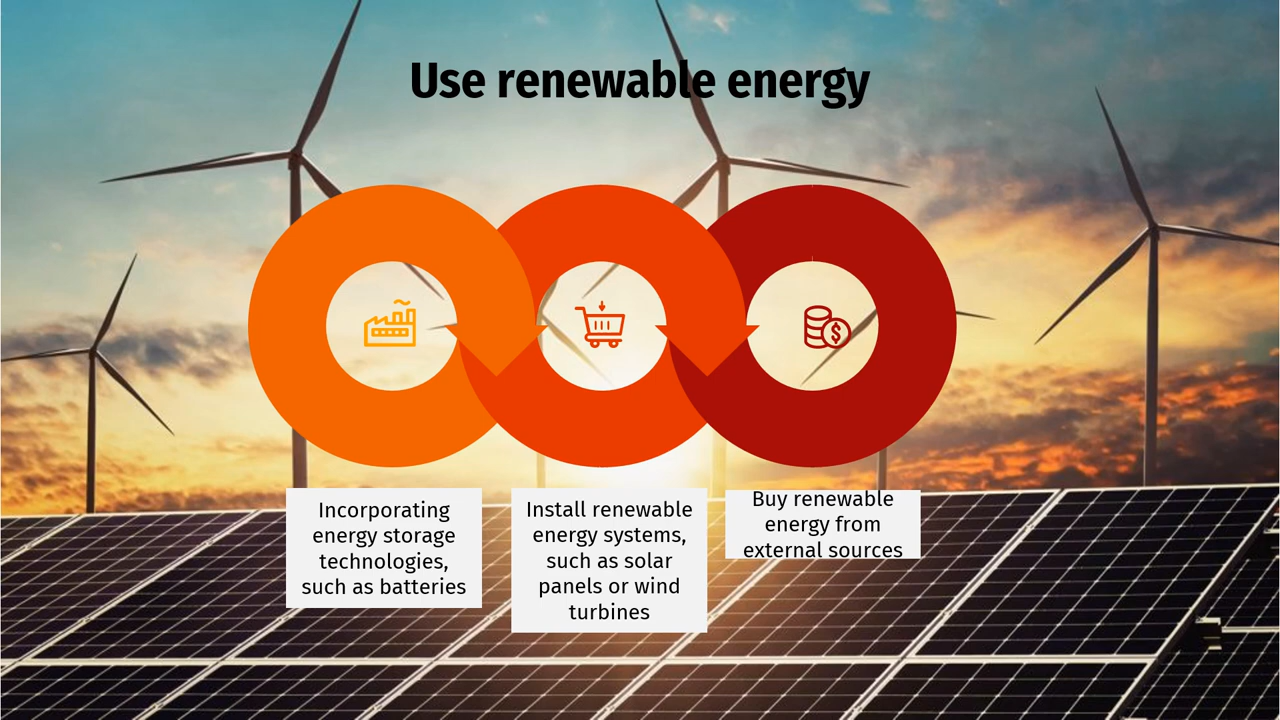 Use renewable energy
Incorporating
energy storage
technologies,
such as batteries
Install renewable
energy systems,
such as solar
panels or wind
turbines
Buy renewable
energy from
external sources